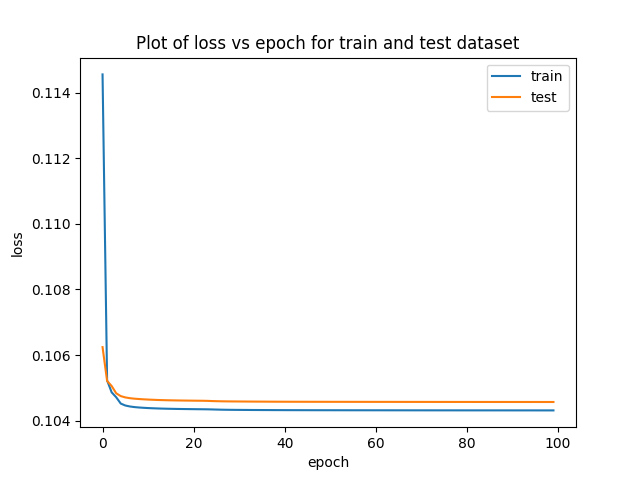 Plot of loss vs epoch for train and test dataset
train
test
0.114
0.112
0.110
0.108
0.106
0.104
loss
0 20 40 60 80 100
epoch